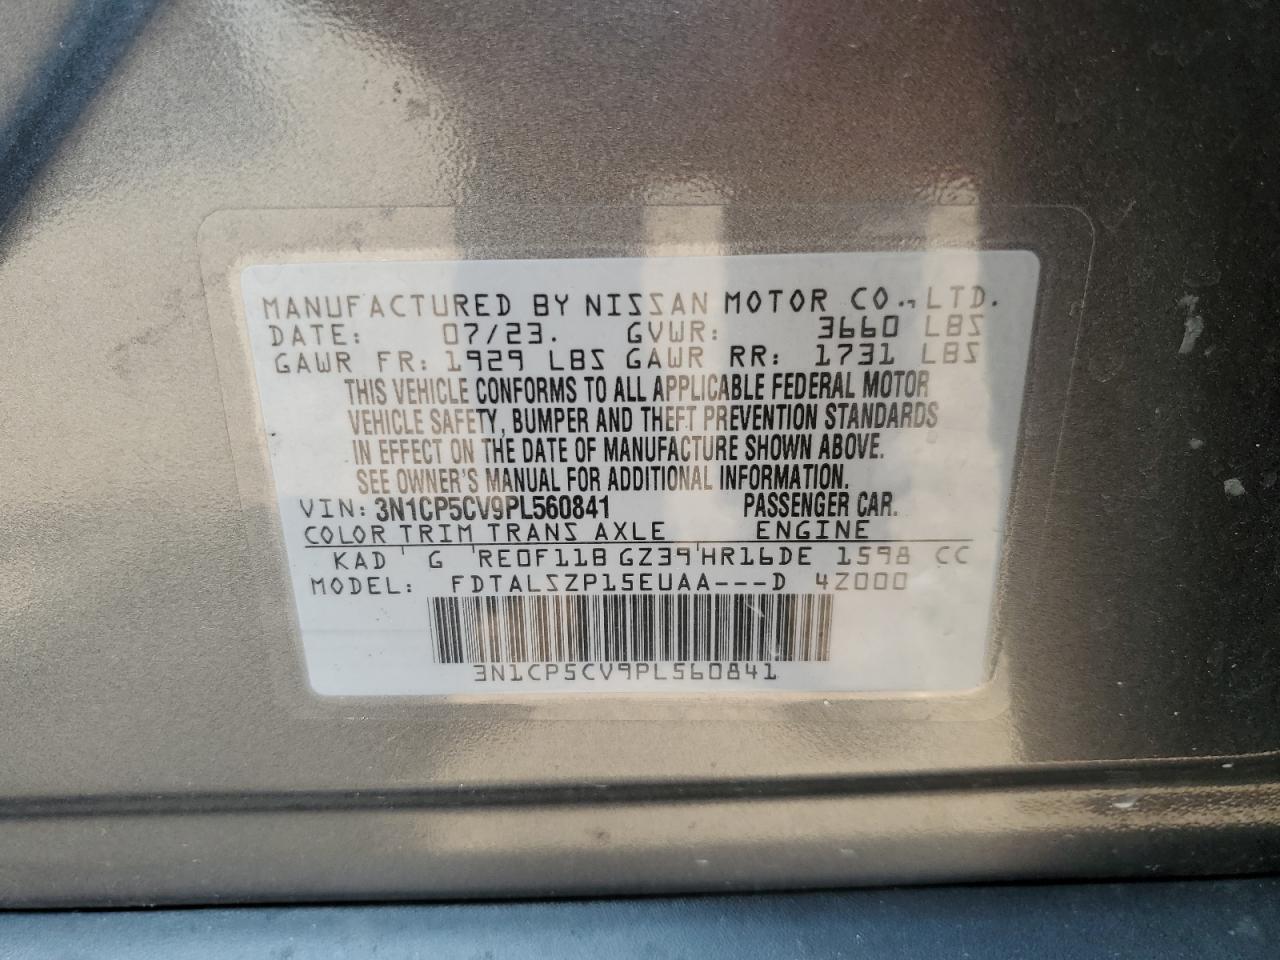 MANUFACTURED BY NISSAN MOTOR CO., LTD.
DATE: 07/23. GVWR: 3660 LBS
GAWR FR: 1929 LBS GAWR RR: 1731 LBS
THIS VEHICLE CONFORMS TO ALL APPLICABLE FEDERAL MOTOR
VEHICLE SAFETY, BUMPER AND THEFT PREVENTION STANDARDS
IN EFFECT ON THE DATE OF MANUFACTURE SHOWN ABOVE.
SEE OWNER'S MANUAL FOR ADDITIONAL INFORMATION.
VIN: 3N1CP5CV9PL560841 PASSENGER CAR.
COLOR TRIM TRANS AXLE ENGINE
KAD G RE0F11B GZ39 HR16DE 1598 CC
MODEL: FDTALSZP15EUAA---D 4Z000
3N1CP5CV9PL560841